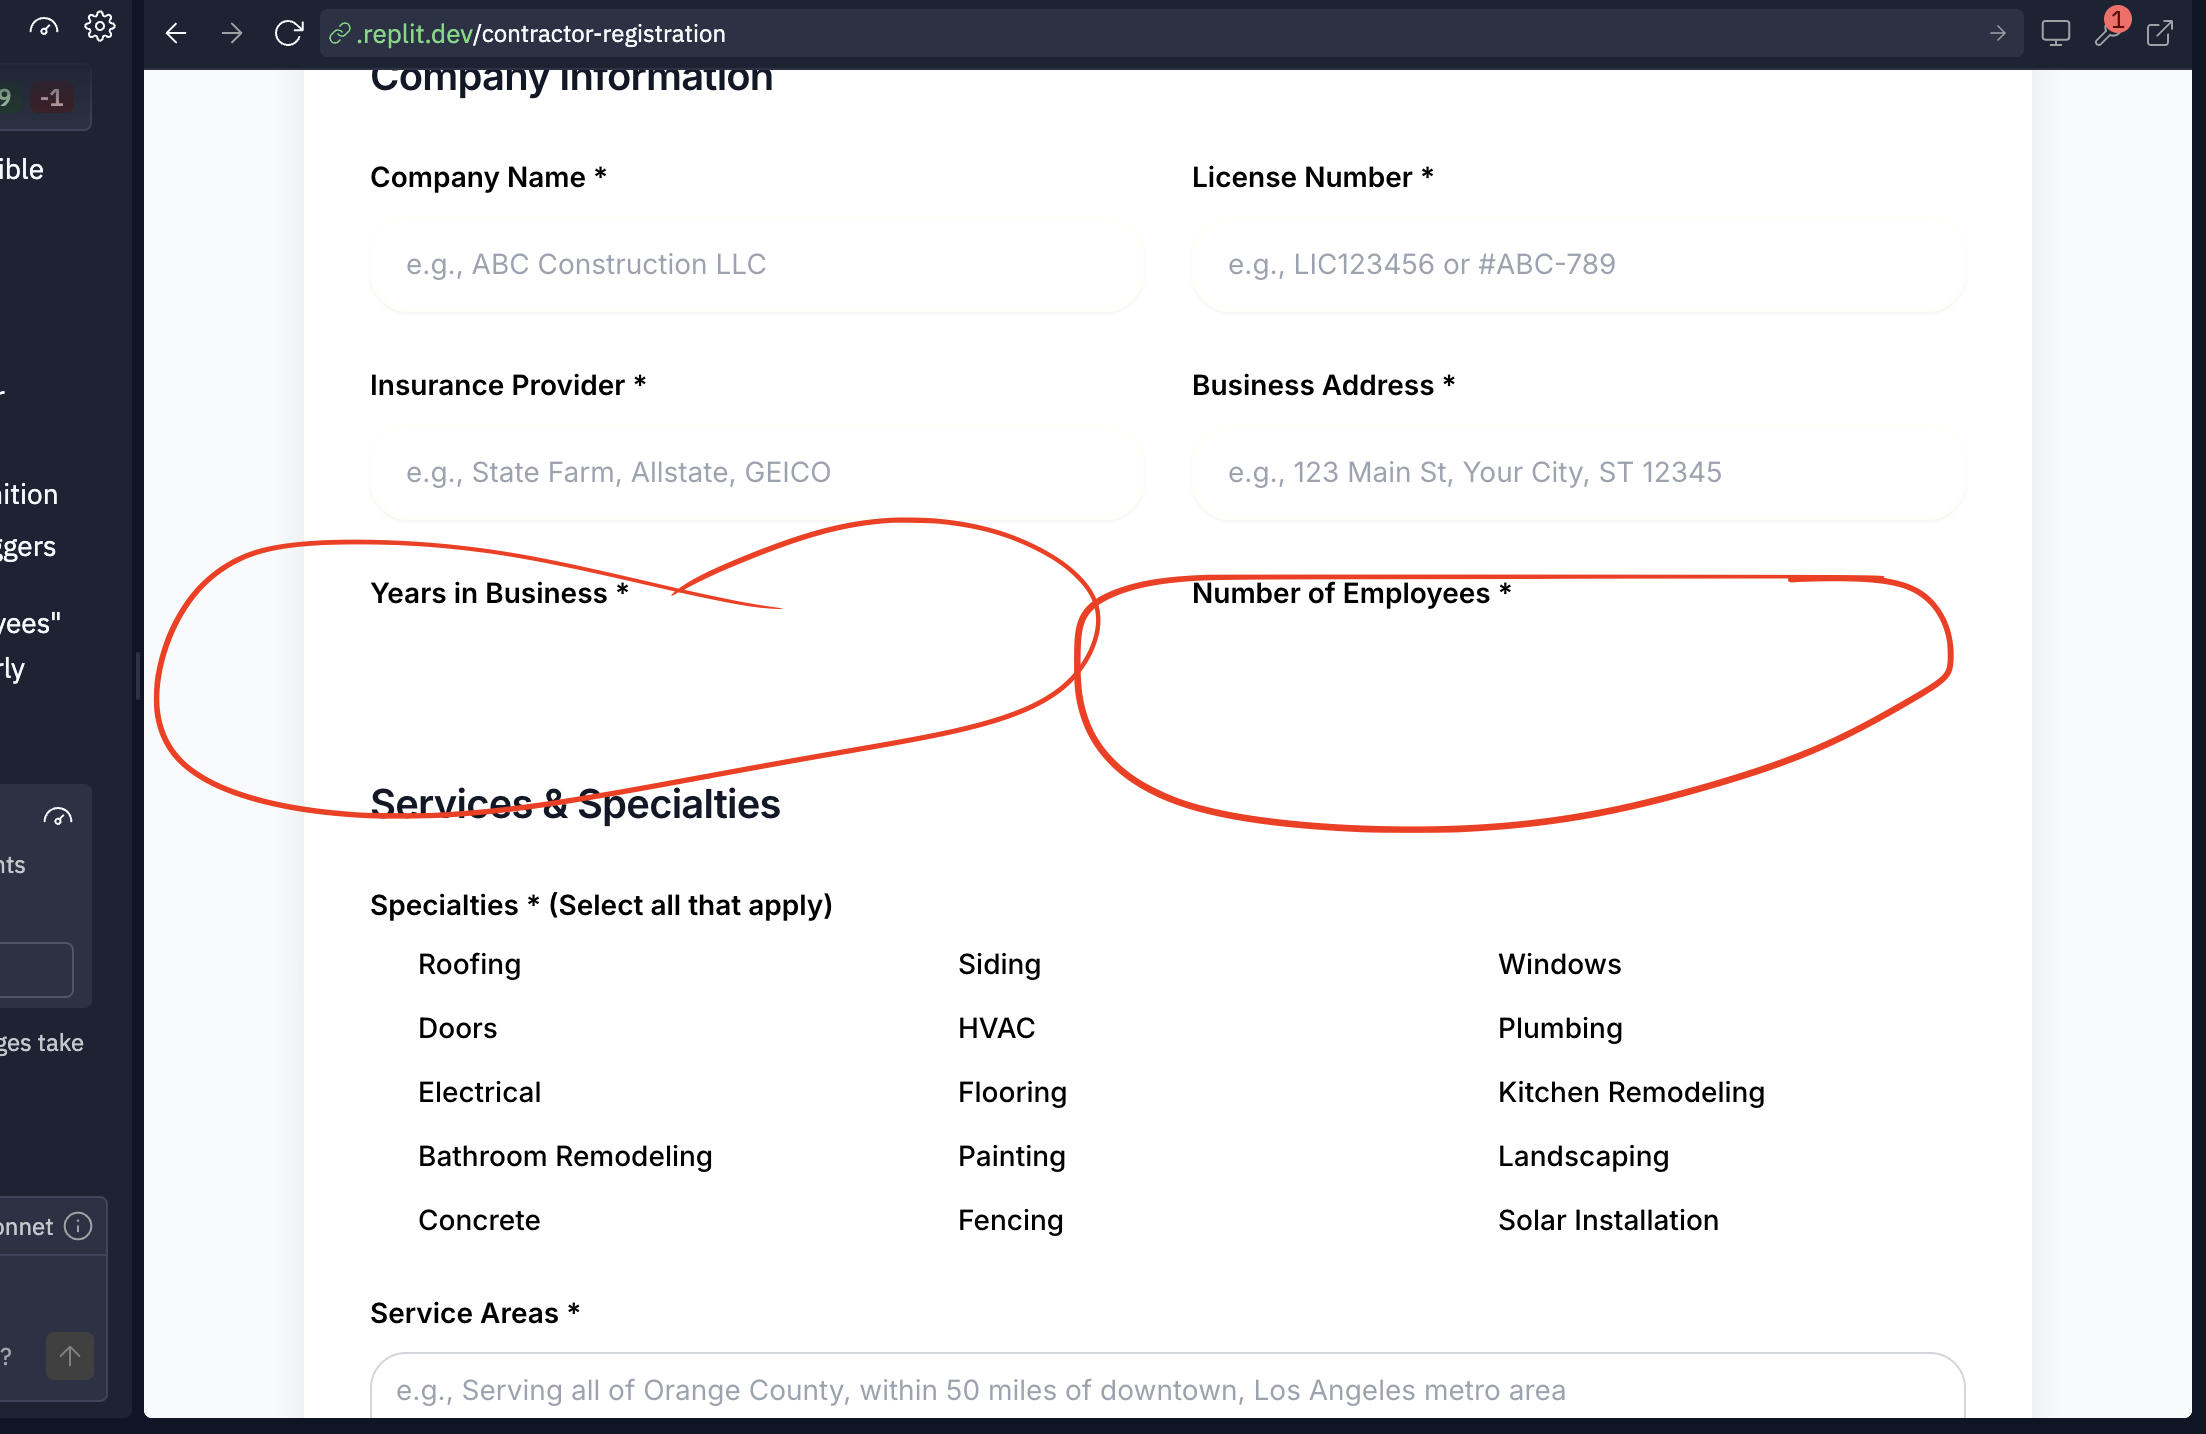 .replit.dev/contractor-registration
1
9 -1
ible
ition
ggers
yees"
rly
nts
ges take
onnet
?
Company Information
Company Name * License Number *
e.g., ABC Construction LLC e.g., LIC123456 or #ABC-789
Insurance Provider * Business Address *
e.g., State Farm, Allstate, GEICO e.g., 123 Main St, Your City, ST 12345
Years in Business * Number of Employees *
Services & Specialties
Specialties * (Select all that apply)
Roofing Siding Windows
Doors HVAC Plumbing
Electrical Flooring Kitchen Remodeling
Bathroom Remodeling Painting Landscaping
Concrete Fencing Solar Installation
Service Areas *
e.g., Serving all of Orange County, within 50 miles of downtown, Los Angeles metro area